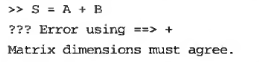 >> S = A + B
??? Error using ==> +
Matrix dimensions must agree.